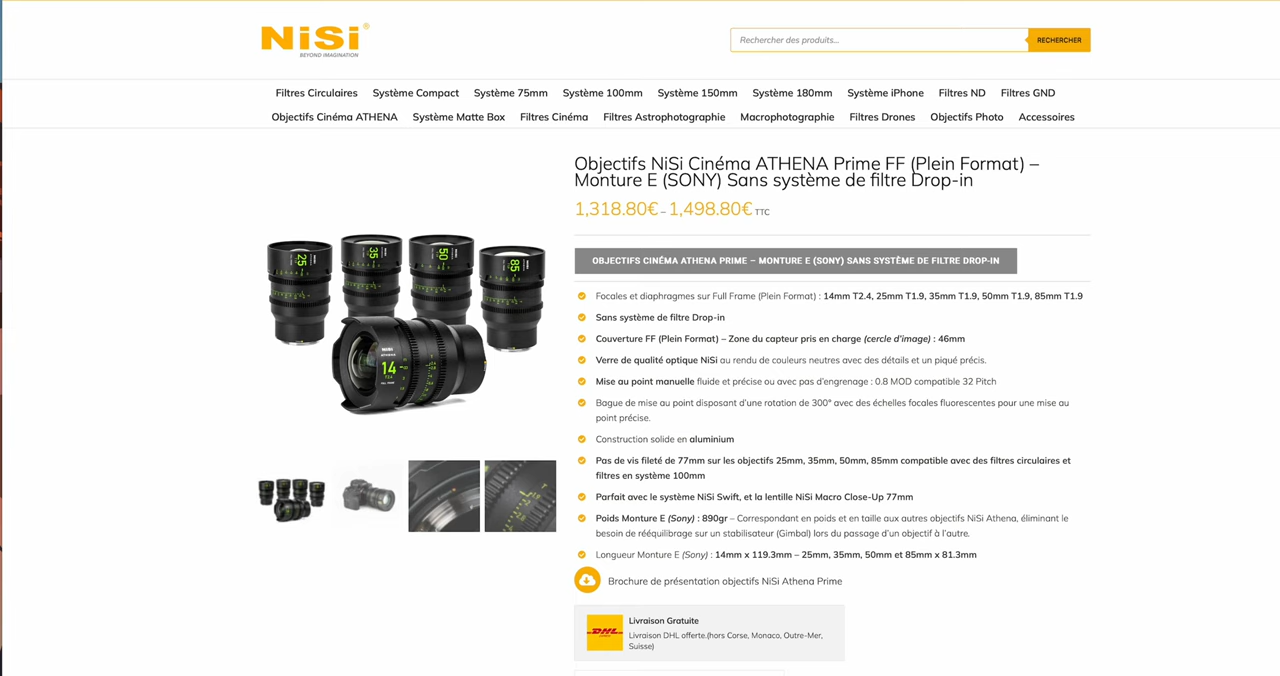 NiSi®
BEYOND IMAGINATION
Rechercher des produits...
RECHERCHER
Filtres Circulaires Système Compact Système 75mm Système 100mm Système 150mm Système 180mm Système iPhone Filtres ND Filtres GND
Objectifs Cinéma ATHENA Système Matte Box Filtres Cinéma Filtres Astrophotographie Macrophotographie Filtres Drones Objectifs Photo Accessoires
Objectifs NiSi Cinéma ATHENA Prime FF (Plein Format) –
Monture E (SONY) Sans système de filtre Drop-in
1,318.80€ – 1,498.80€ TTC
OBJECTIFS CINÉMA ATHENA PRIME – MONTURE E (SONY) SANS SYSTÈME DE FILTRE DROP-IN
Focales et diaphragmes sur Full Frame (Plein Format) : 14mm T2.4, 25mm T1.9, 35mm T1.9, 50mm T1.9, 85mm T1.9
Sans système de filtre Drop-in
Couverture FF (Plein Format) – Zone du capteur pris en charge (cercle d'image) : 46mm
Verre de qualité optique NiSi au rendu de couleurs neutres avec des détails et un piqué précis.
Mise au point manuelle fluide et précise ou avec pas d'engrenage : 0.8 MOD compatible 32 Pitch
Bague de mise au point disposant d'une rotation de 300° avec des échelles focales fluorescentes pour une mise au
point précise.
Construction solide en aluminium
Pas de vis fileté de 77mm sur les objectifs 25mm, 35mm, 50mm, 85mm compatible avec des filtres circulaires et
filtres en système 100mm
Parfait avec le système NiSi Swift, et la lentille NiSi Macro Close-Up 77mm
Poids Monture E (Sony) : 890gr – Correspondant en poids et en taille aux autres objectifs NiSi Athena, éliminant le
besoin de rééquilibrage sur un stabilisateur (Gimbal) lors du passage d'un objectif à l'autre.
Longueur Monture E (Sony) : 14mm x 119.3mm – 25mm, 35mm, 50mm et 85mm x 81.3mm
Brochure de présentation objectifs NiSi Athena Prime
DHL
Livraison Gratuite
Livraison DHL offerte.(hors Corse, Monaco, Outre-Mer,
Suisse)
25
35
50
85
NiSi
ATHENA
14